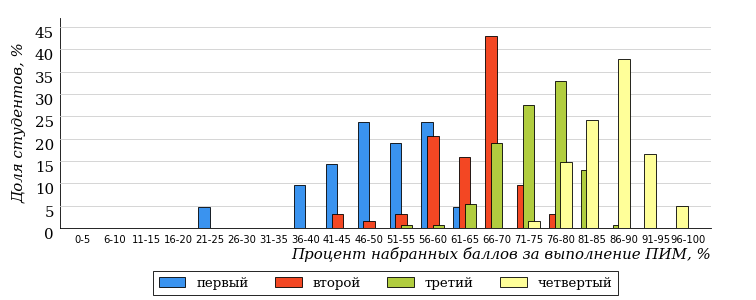 Доля студентов, %
45
40
35
30
25
20
15
10
5
0
0-5 6-10 11-15 16-20 21-25 26-30 31-35 36-40 41-45 46-50 51-55 56-60 61-65 66-70 71-75 76-80 81-85 86-90 91-95 96-100
Процент набранных баллов за выполнение ПИМ, %
первый второй третий четвертый